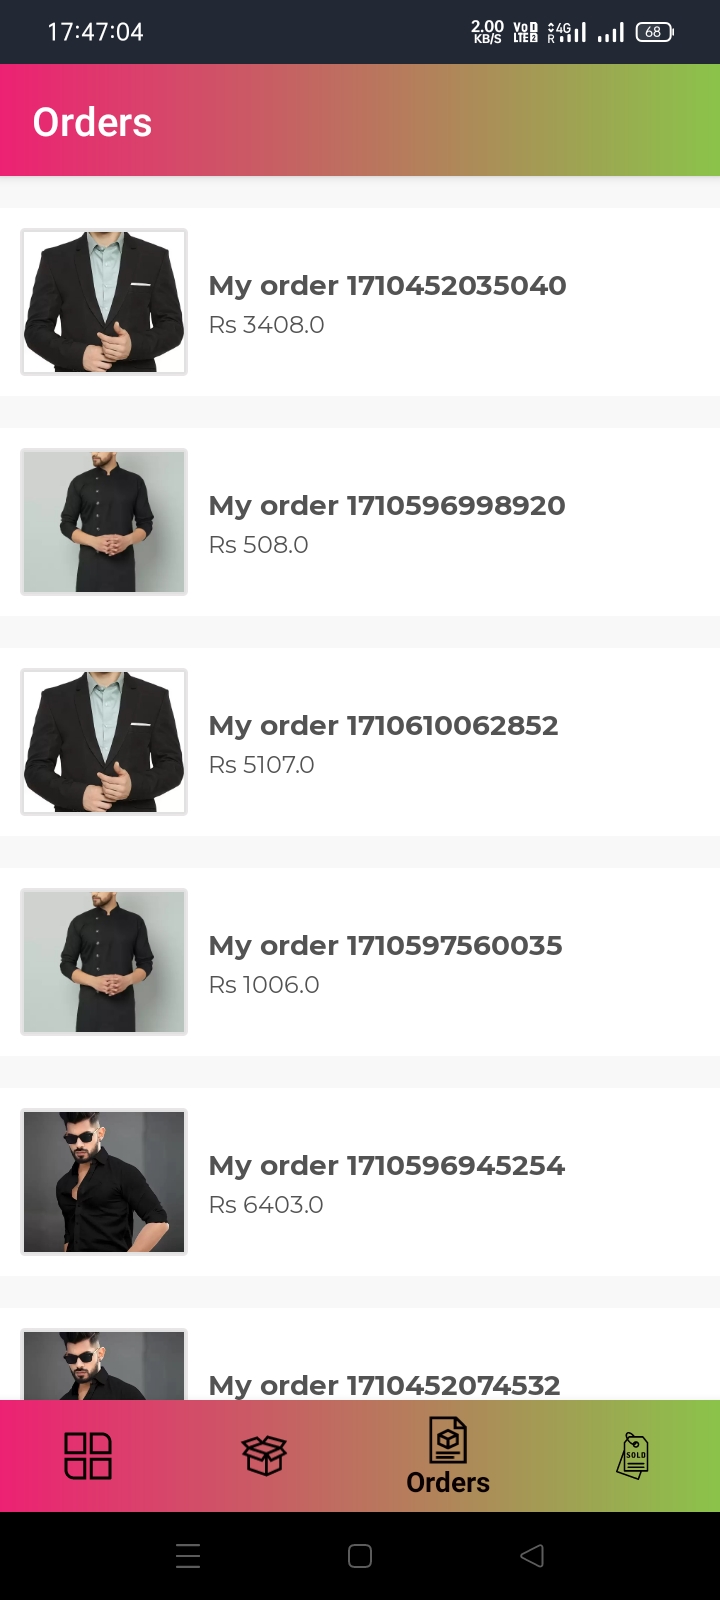 17:47:04
2.00
KB/S
VoD
LTE2
4G
R
68
Orders
My order 1710452035040
Rs 3408.0
My order 1710596998920
Rs 508.0
My order 1710610062852
Rs 5107.0
My order 1710597560035
Rs 1006.0
My order 1710596945254
Rs 6403.0
My order 1710452074532
SOLD
Orders